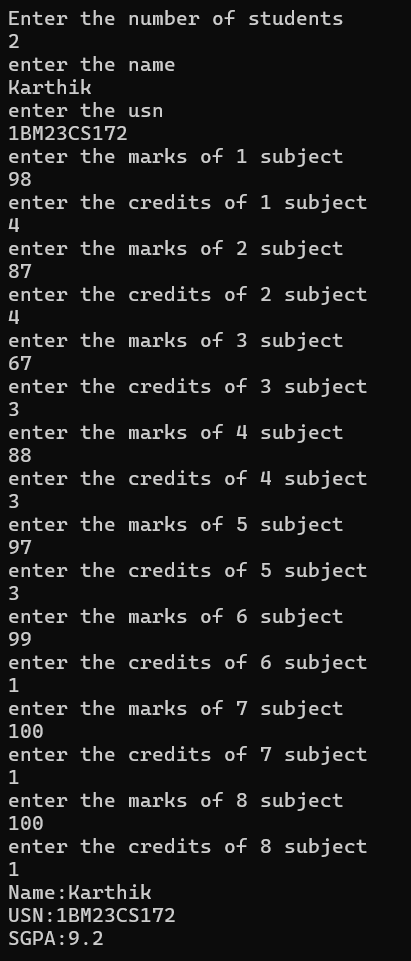 Enter the number of students
2
enter the name
Karthik
enter the usn
1BM23CS172
enter the marks of 1 subject
98
enter the credits of 1 subject
4
enter the marks of 2 subject
87
enter the credits of 2 subject
4
enter the marks of 3 subject
67
enter the credits of 3 subject
3
enter the marks of 4 subject
88
enter the credits of 4 subject
3
enter the marks of 5 subject
97
enter the credits of 5 subject
3
enter the marks of 6 subject
99
enter the credits of 6 subject
1
enter the marks of 7 subject
100
enter the credits of 7 subject
1
enter the marks of 8 subject
100
enter the credits of 8 subject
1
Name:Karthik
USN:1BM23CS172
SGPA:9.2